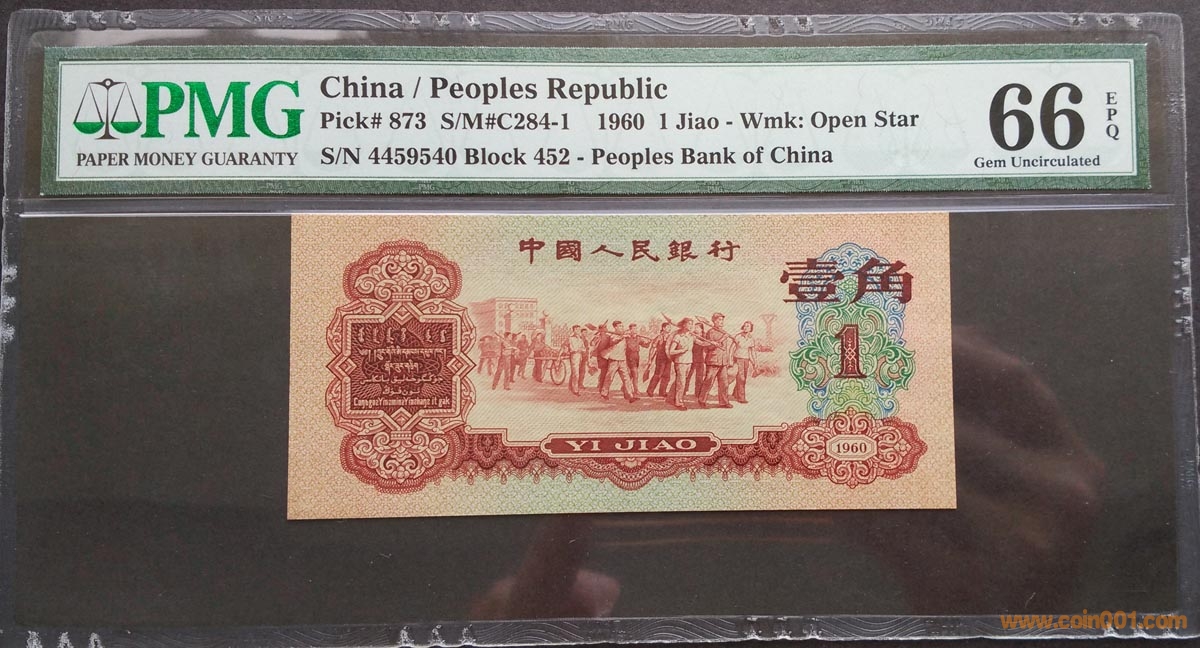 PMG
PAPER MONEY GUARANTY
China / Peoples Republic
Pick# 873 S/M#C284-1 1960 1 Jiao - Wmk: Open Star
S/N 4459540 Block 452 - Peoples Bank of China
66
EPQ
Gem Uncirculated
中國人民銀行
壹角
1
YI JIAO
1960
www.coin001.com